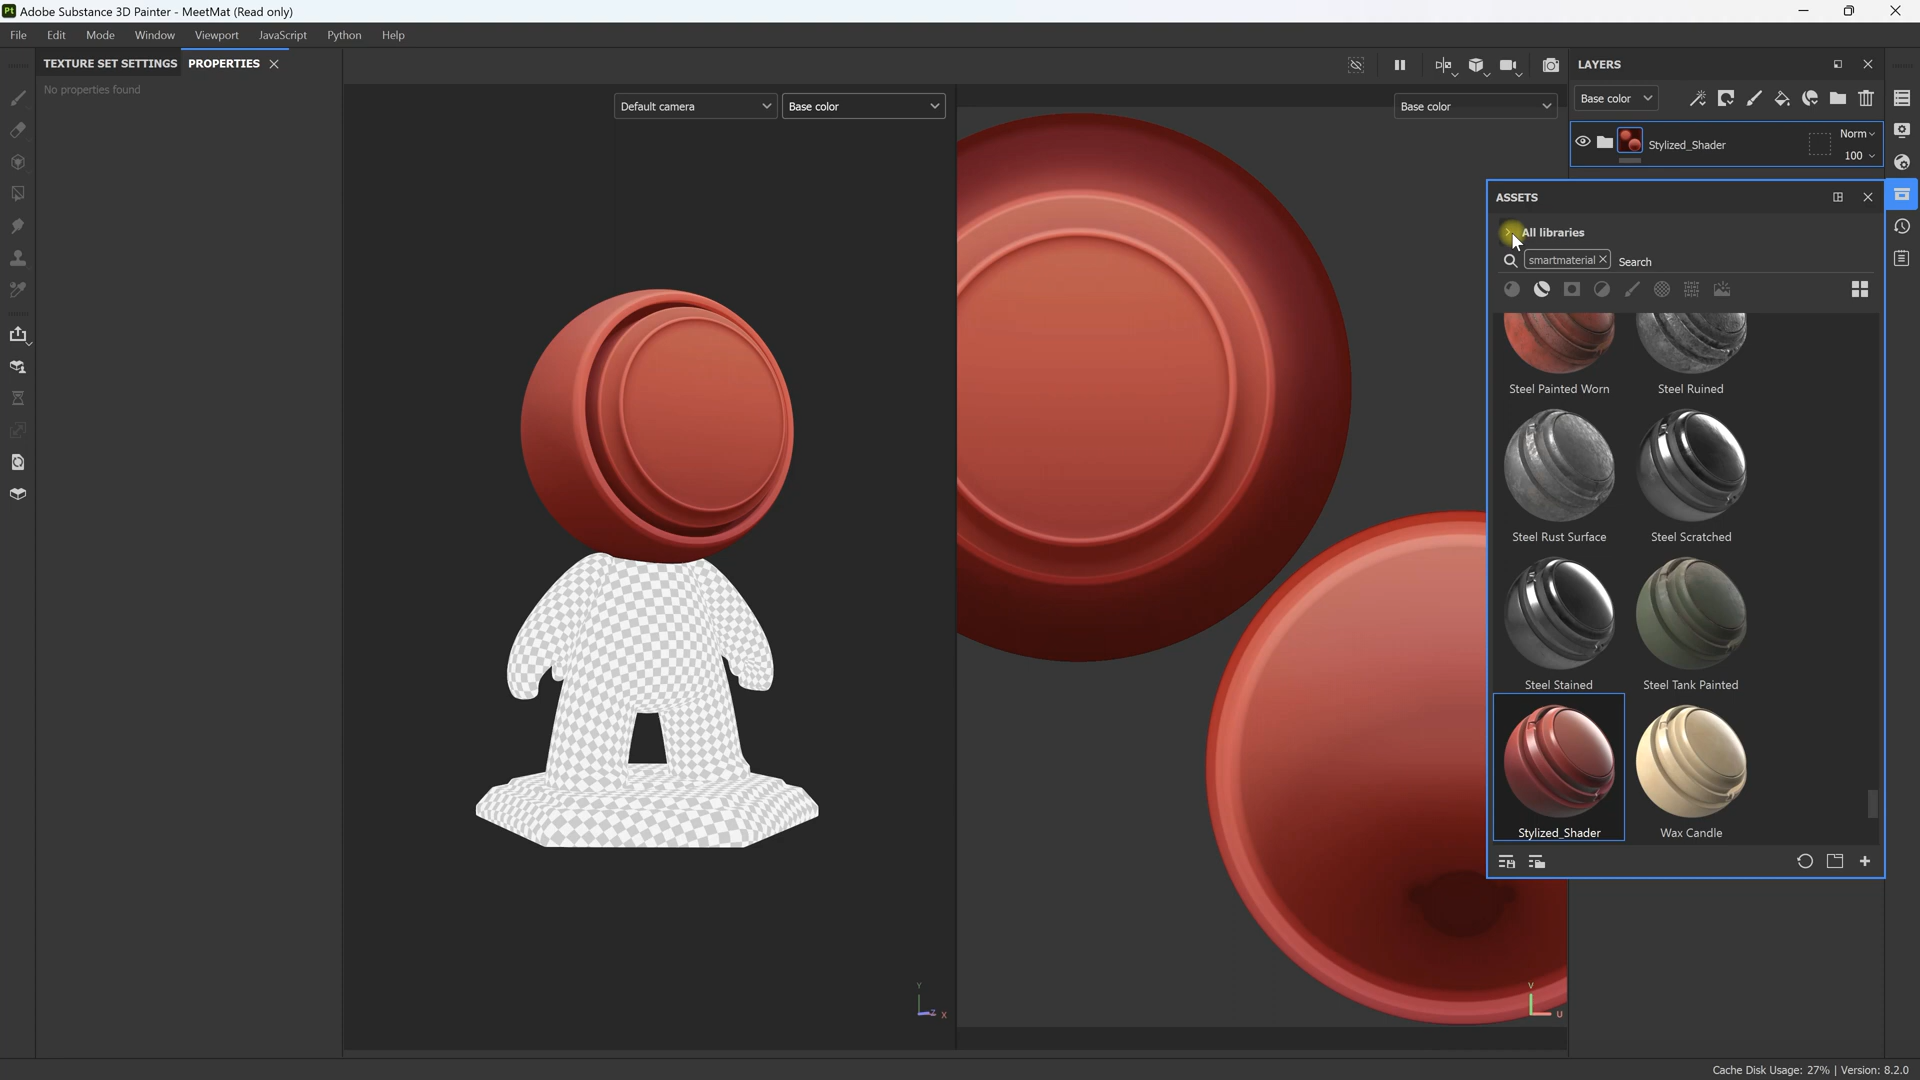 Pt Adobe Substance 3D Painter - MeetMat (Read only)
File Edit Mode Window Viewport JavaScript Python Help
TEXTURE SET SETTINGS PROPERTIES
No properties found
Default camera Base color
Base color
LAYERS
Base color
Stylized_Shader Norm
100
ASSETS
All libraries
smartmaterial Search
Steel Painted Worn Steel Ruined
Steel Rust Surface Steel Scratched
Steel Stained Steel Tank Painted
Stylized_Shader Wax Candle
Y
Z X
V
U
Cache Disk Usage: 27% | Version: 8.2.0